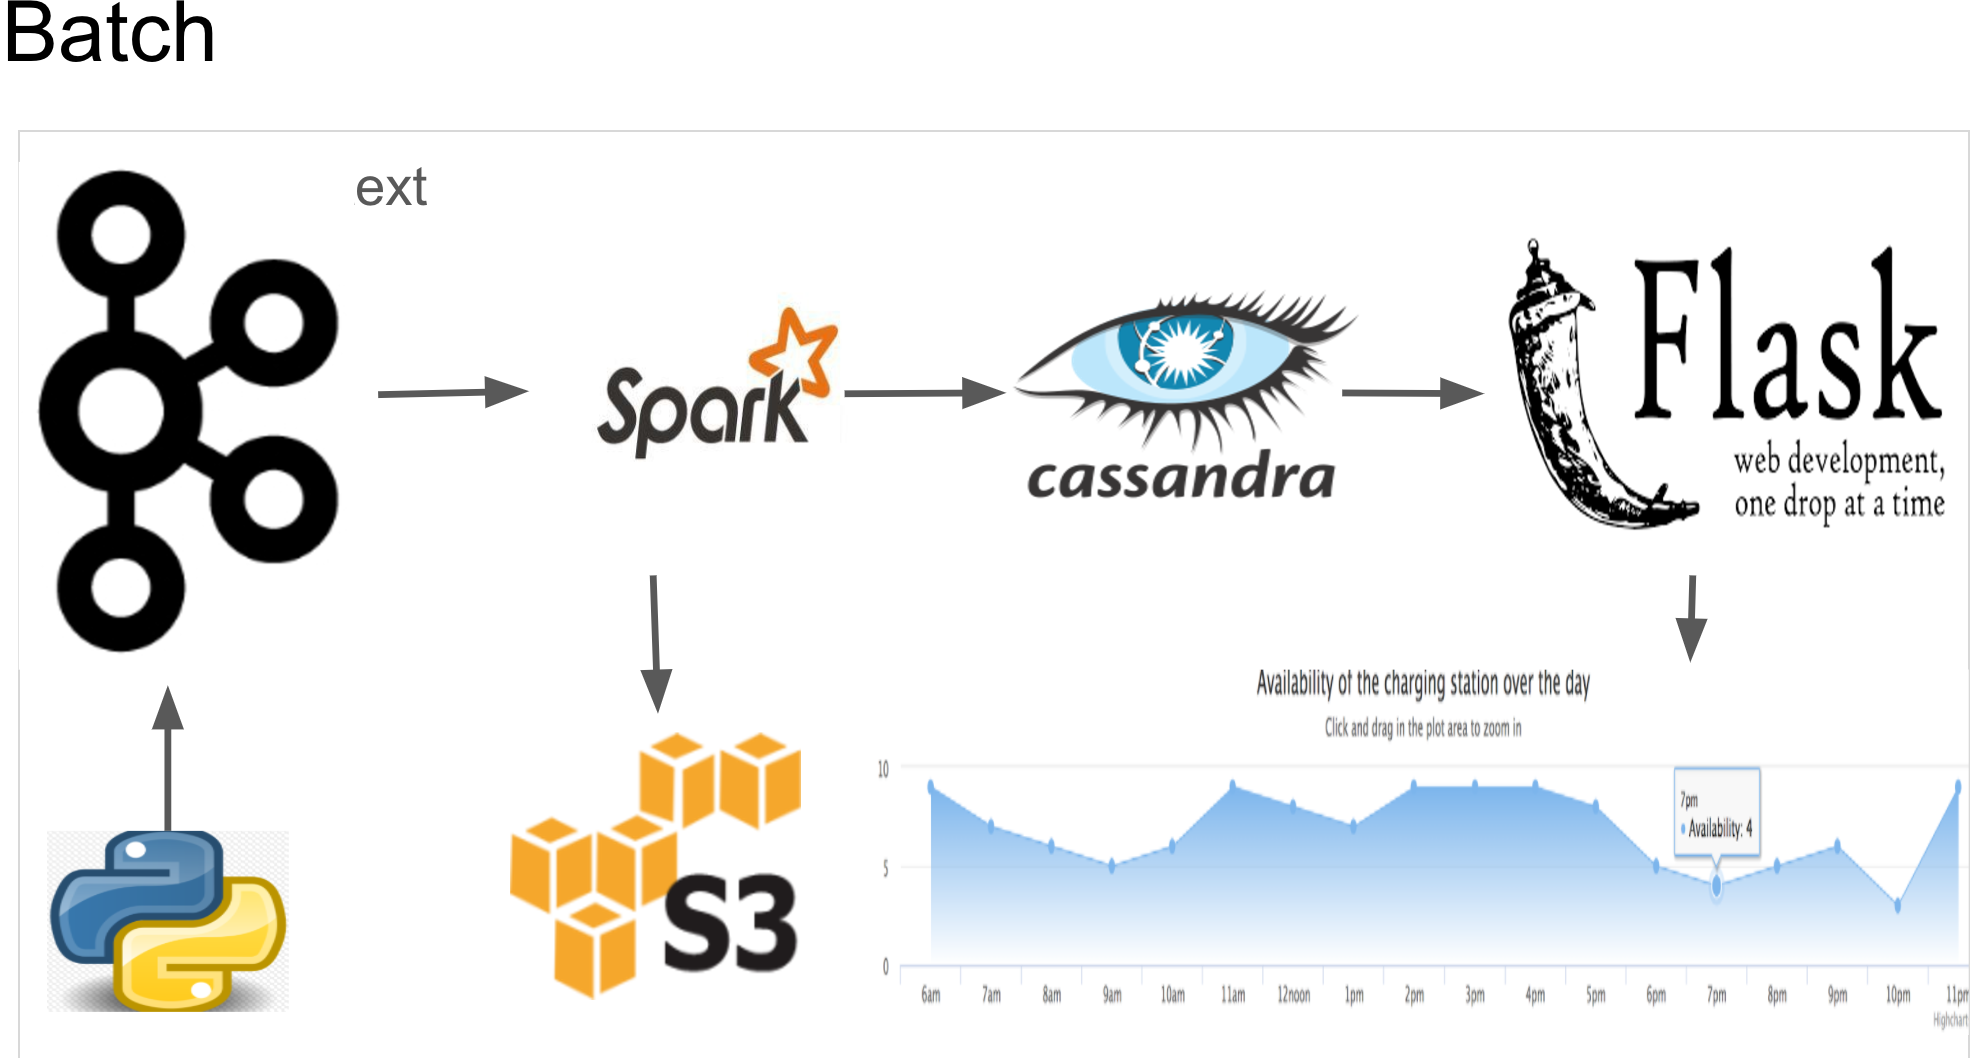 Batch
ext
Spark
cassandra
Flask
web development,
one drop at a time
S3
Availability of the charging station over the day
Click and drag in the plot area to zoom in
10
5
0
7pm
Availability: 4
6am 7am 8am 9am 10am 11am 12noon 1pm 2pm 3pm 4pm 5pm 6pm 7pm 8pm 9pm 10pm 11pm
Highchart